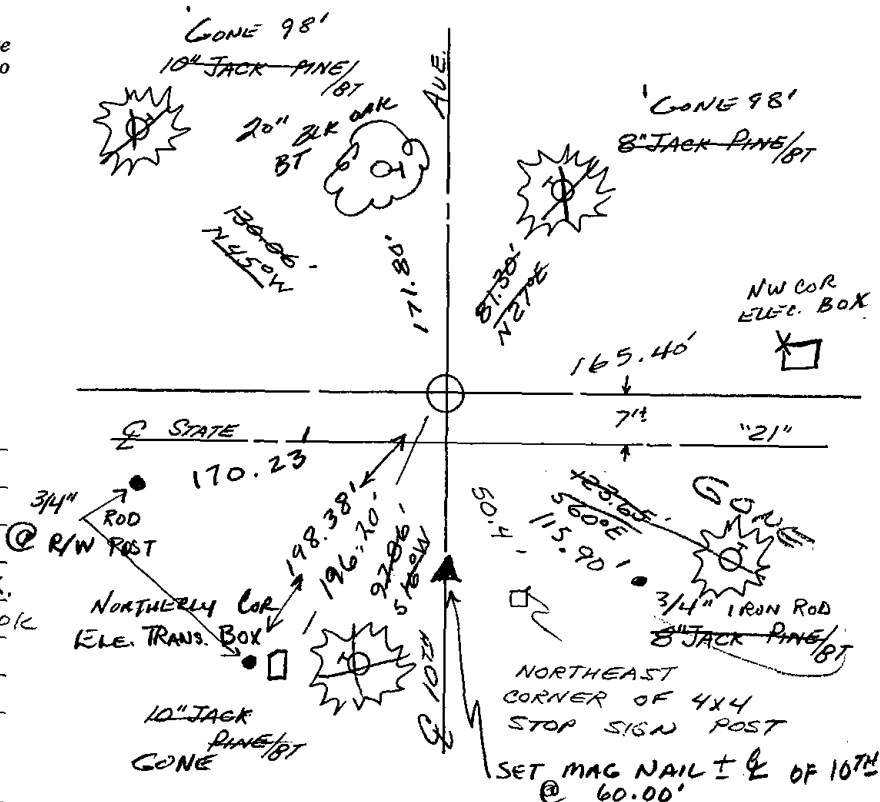 'GONE 98'
10" JACK PINE/BT
20" BLK OAK
BT
AVE.
'GONE 98'
8" JACK PINE/BT
130.06'
N45°W
171.80'
81.30'
N27°E
NW COR
ELEC. BOX
165.40'
7'±
℄ STATE
"21"
170.23'
3/4" ROD
@ R/W POST
198.38'
196.20'
S16°W
50.4
123.65'
S60°E
115.90'
GONE
3/4" IRON ROD
8" JACK PINE/BT
NORTHERLY COR
ELE. TRANS. BOX
10" JACK
PINE/BT
GONE
℄ 10TH
NORTHEAST
CORNER OF 4X4
STOP SIGN POST
SET MAG NAIL ± ℄ OF 10TH
@ 60.00'